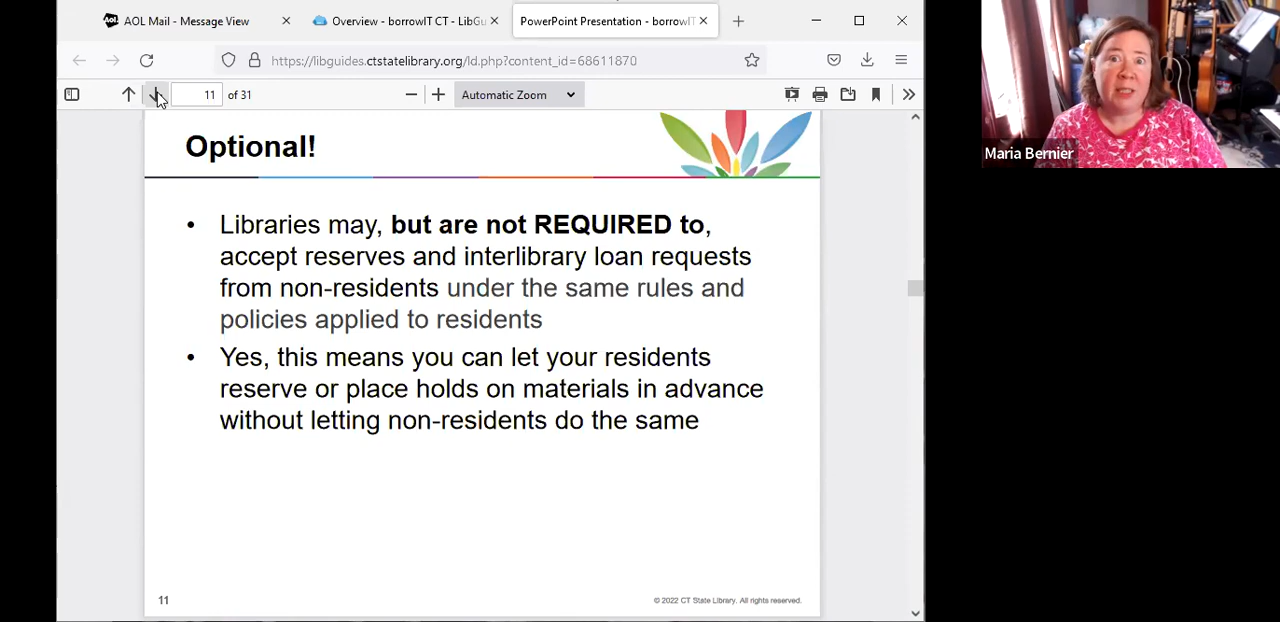 AOL Mail - Message View
Overview - borrowIT CT - LibGu
PowerPoint Presentation - borrowIT
https://libguides.ctstatelibrary.org/ld.php?content_id=68611870
11 of 31
Automatic Zoom
Optional!
• Libraries may, but are not REQUIRED to,
accept reserves and interlibrary loan requests
from non-residents under the same rules and
policies applied to residents
• Yes, this means you can let your residents
reserve or place holds on materials in advance
without letting non-residents do the same
11
© 2022 CT State Library. All rights reserved.
Maria Bernier